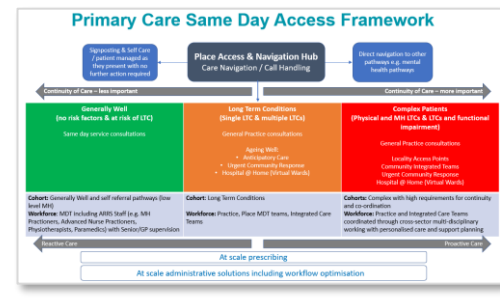 Primary Care Same Day Access Framework
Signposting & Self Care
/ patient managed as
they present with no
further action required
Place Access & Navigation Hub
Care Navigation / Call Handling
Direct navigation to other
pathways e.g. mental
health pathways
Continuity of Care – less important
Continuity of Care – more important
Generally Well
(no risk factors & at risk of LTC)
Same day service consultations
Long Term Conditions
(Single LTC & multiple LTCs)
General Practice consultations
Ageing Well:
• Anticipatory Care
• Urgent Community Response
• Hospital @ Home (Virtual Wards)
Complex Patients
(Physical and MH LTCs & LTCs and functional
impairment)
General Practice consultations
Locality Access Points
Community Integrated Teams
Urgent Community Response
Hospital @ Home (Virtual Wards)
Cohort: Generally Well and self referral pathways (low
level MH)
Workforce: MDT including ARRS Staff (e.g. MH
Practitioners, Advanced Nurse Practitioners,
Physiotherapists, Paramedics) with Senior/GP supervision
Cohort: Long Term Conditions
Workforce: Practice, Place MDT teams, Integrated Care
Teams
Cohorts: Complex with high requirements for continuity
and co-ordination
Workforce: Practice and Integrated Care Teams
coordinated through cross-sector multi-disciplinary
working with personalised care and support planning
Reactive Care
Proactive Care
At scale prescribing
At scale administrative solutions including workflow optimisation